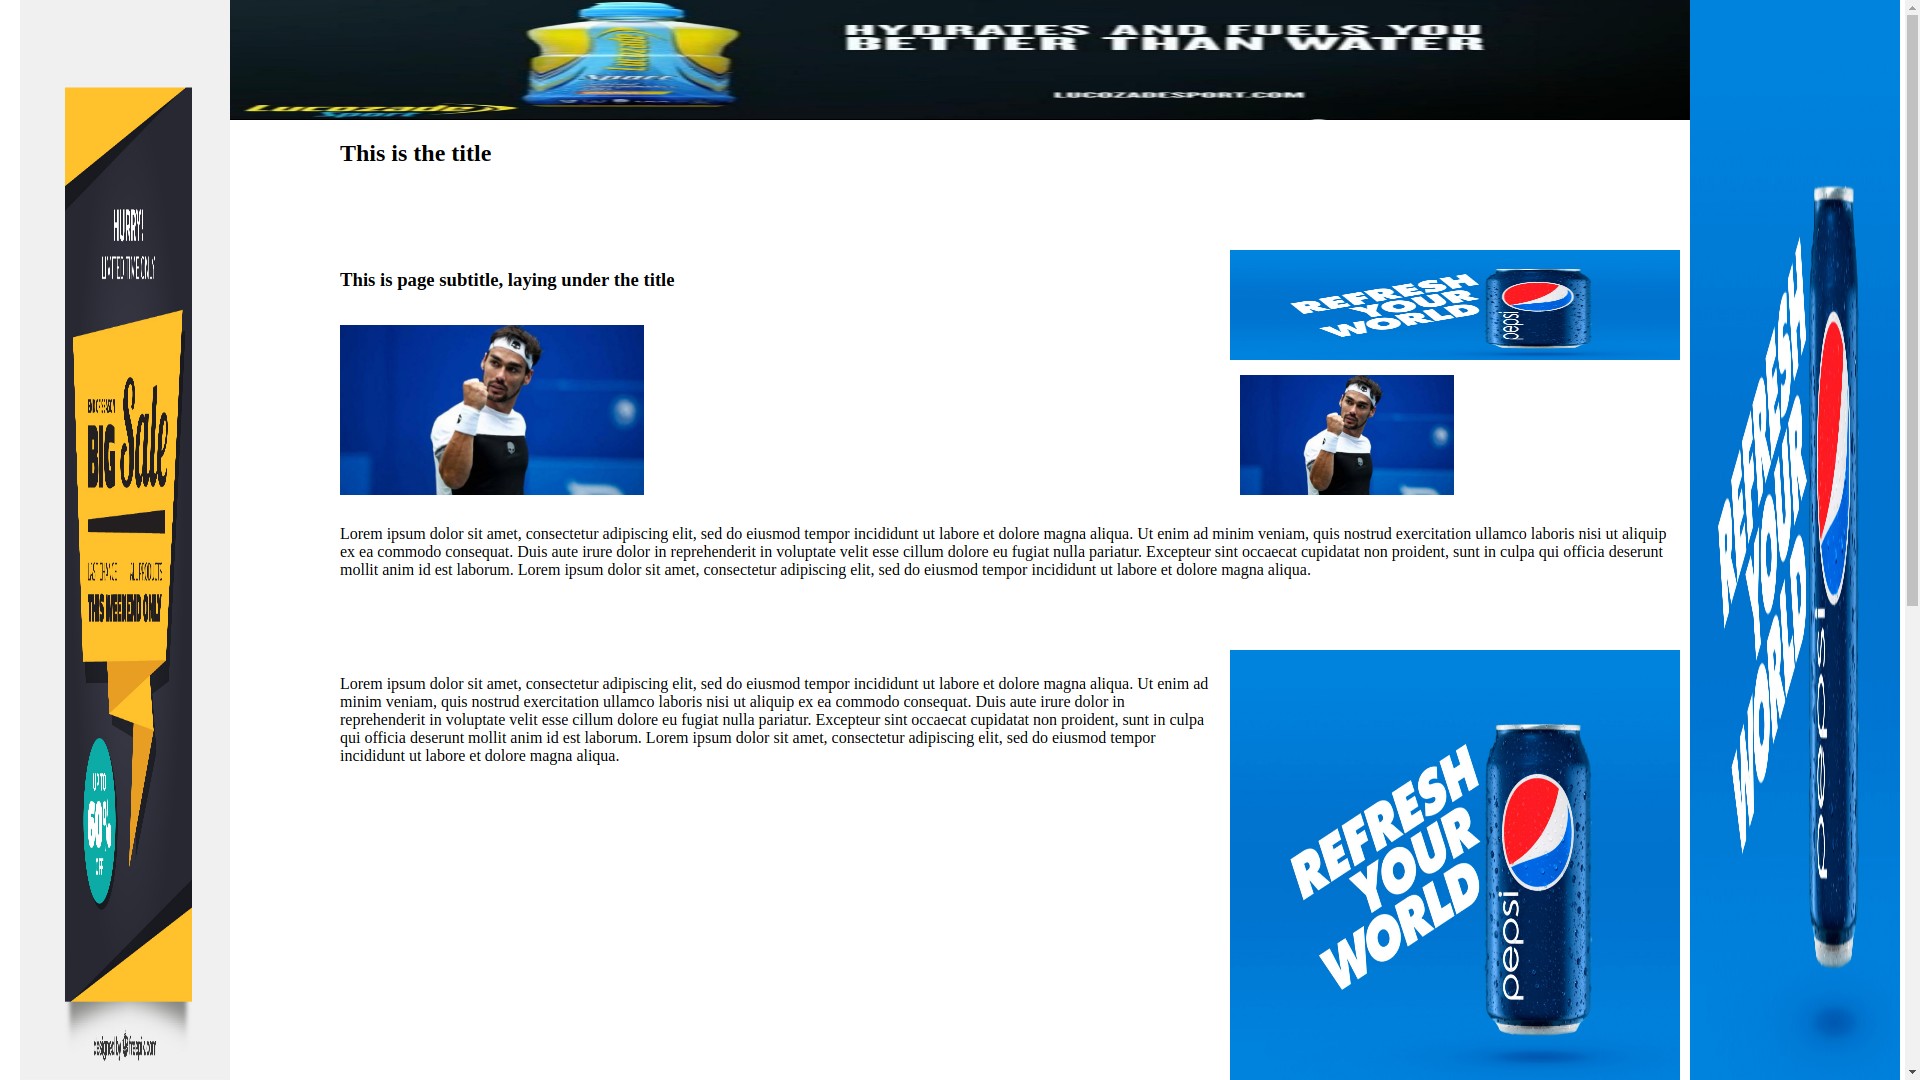 HYDRATES AND FUELS YOU
BETTER THAN WATER
Lucozade
Sport
Lucozade
Sport
LUCOZADESPORT.COM
HURRY!
LIMITED TIME ONLY
END OF SEASON
BIG Sale
LAST CHANCE ALL PRODUCTS
THIS WEEKEND ONLY
UP TO
60%
OFF
designed by freepik.com
This is the title
This is page subtitle, laying under the title
REFRESH
YOUR
WORLD
pepsi
Lorem ipsum dolor sit amet, consectetur adipiscing elit, sed do eiusmod tempor incididunt ut labore et dolore magna aliqua. Ut enim ad minim veniam, quis nostrud exercitation ullamco laboris nisi ut aliquip
ex ea commodo consequat. Duis aute irure dolor in reprehenderit in voluptate velit esse cillum dolore eu fugiat nulla pariatur. Excepteur sint occaecat cupidatat non proident, sunt in culpa qui officia deserunt
mollit anim id est laborum. Lorem ipsum dolor sit amet, consectetur adipiscing elit, sed do eiusmod tempor incididunt ut labore et dolore magna aliqua.
Lorem ipsum dolor sit amet, consectetur adipiscing elit, sed do eiusmod tempor incididunt ut labore et dolore magna aliqua. Ut enim ad
minim veniam, quis nostrud exercitation ullamco laboris nisi ut aliquip ex ea commodo consequat. Duis aute irure dolor in
reprehenderit in voluptate velit esse cillum dolore eu fugiat nulla pariatur. Excepteur sint occaecat cupidatat non proident, sunt in culpa
qui officia deserunt mollit anim id est laborum. Lorem ipsum dolor sit amet, consectetur adipiscing elit, sed do eiusmod tempor
incididunt ut labore et dolore magna aliqua.
REFRESH
YOUR
WORLD
pepsi
REFRESH
YOUR
WORLD
pepsi